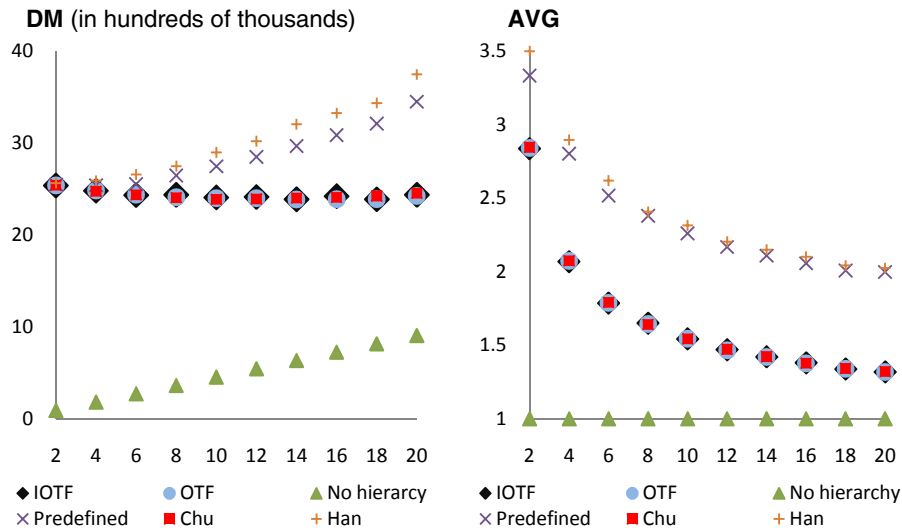 DM (in hundreds of thousands)
40
30
20
10
0
2 4 6 8 10 12 14 16 18 20
IOTF OTF No hierarcy
Predefined Chu Han
AVG
3.5
3
2.5
2
1.5
1
2 4 6 8 10 12 14 16 18 20
IOTF OTF No hierarchy
Predefined Chu Han